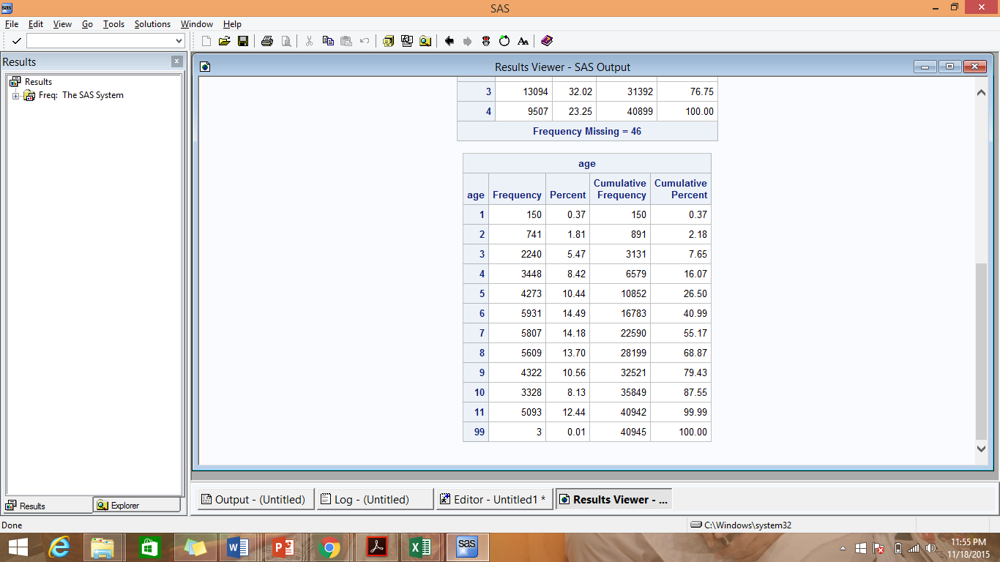 SAS
File Edit View Go Tools Solutions Window Help
Results
Results
Freq: The SAS System
Results Explorer
Results Viewer - SAS Output
3 13094 32.02 31392 76.75
4 9507 23.25 40899 100.00
Frequency Missing = 46
age
age Frequency Percent Cumulative Frequency Cumulative Percent
1 150 0.37 150 0.37
2 741 1.81 891 2.18
3 2240 5.47 3131 7.65
4 3448 8.42 6579 16.07
5 4273 10.44 10852 26.50
6 5931 14.49 16783 40.99
7 5807 14.18 22590 55.17
8 5609 13.70 28199 68.87
9 4322 10.56 32521 79.43
10 3328 8.13 35849 87.55
11 5093 12.44 40942 99.99
99 3 0.01 40945 100.00
Output - (Untitled) Log - (Untitled) Editor - Untitled1 * Results Viewer - ...
Done C:\Windows\system32
sas
11:55 PM
11/18/2015